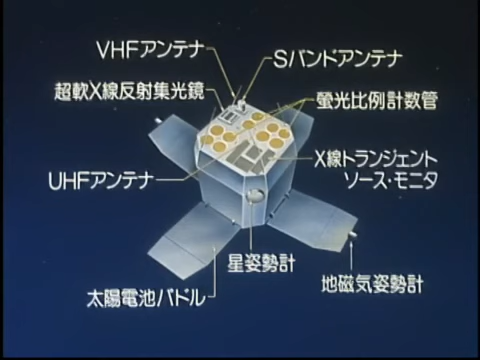 VHFアンテナ
Sバンドアンテナ
超軟X線反射集光鏡
螢光比例計数管
X線トランジェント
ソース・モニタ
UHFアンテナ
星姿勢計
地磁気姿勢計
太陽電池パドル